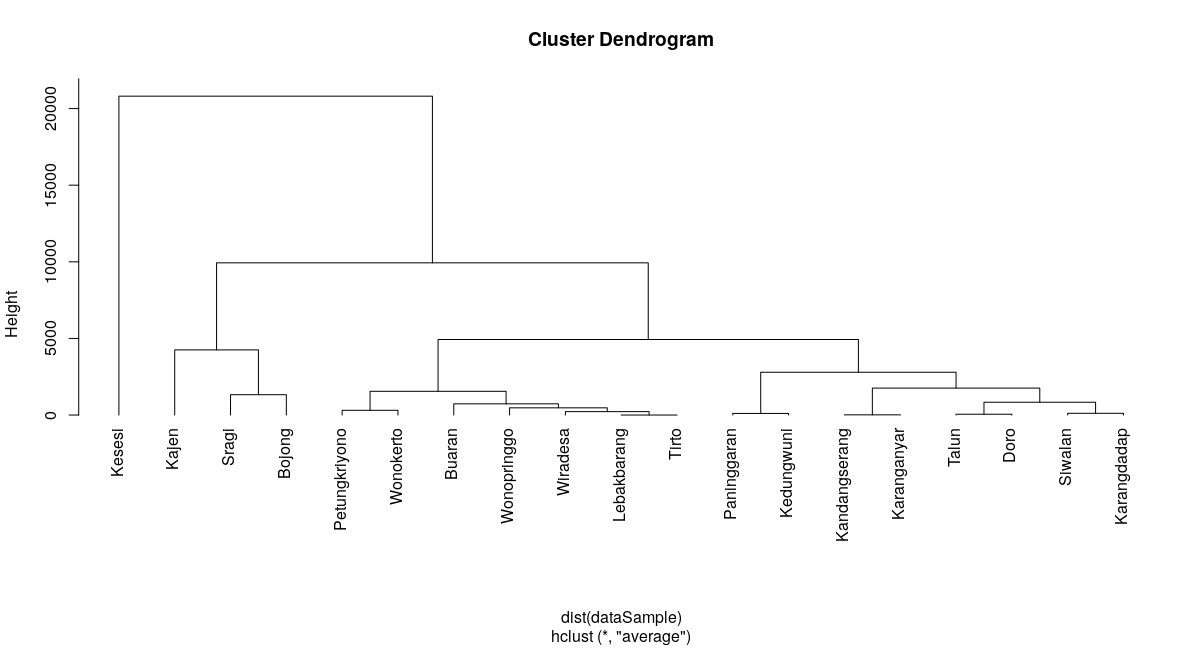 Cluster Dendrogram
Height
20000
15000
10000
5000
0
Kesesi
Kajen
Sragi
Bojong
Petungkriyono
Wonokerto
Buaran
Wonopringgo
Wiradesa
Lebakbarang
Tirto
Paninggaran
Kedungwuni
Kandangserang
Karanganyar
Talun
Doro
Siwalan
Karangdadap
dist(dataSample)
hclust (*, "average")